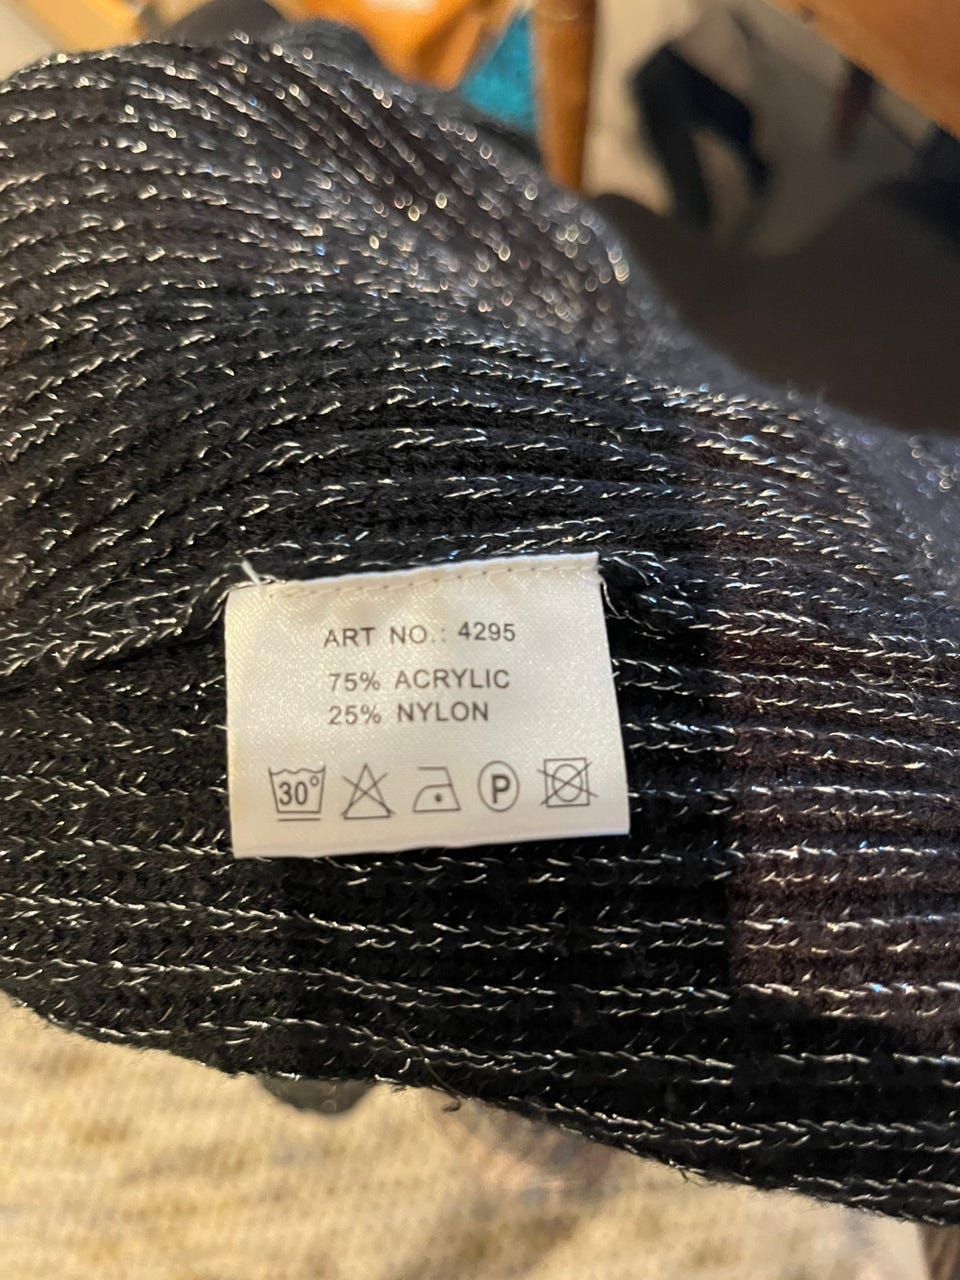 ART NO.: 4295
75% ACRYLIC
25% NYLON
30° P